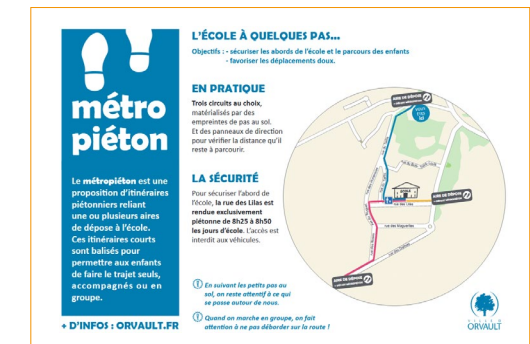 métro
piéton
Le métropiéton est une
proposition d'itinéraires
piétonniers reliant
une ou plusieurs aires
de dépose à l'école.
Ces itinéraires courts
sont balisés pour
permettre aux enfants
de faire le trajet seuls,
accompagnés ou en
groupe.
+ D'INFOS : ORVAULT.FR
L'ÉCOLE À QUELQUES PAS...
Objectifs : - sécuriser les abords de l'école et le parcours des enfants
- favoriser les déplacements doux.
EN PRATIQUE
Trois circuits au choix,
matérialisés par des
empreintes de pas au sol.
Et des panneaux de direction
pour vérifier la distance qu'il
reste à parcourir.
LA SÉCURITÉ
Pour sécuriser l'abord de
l'école, la rue des Lilas est
rendue exclusivement
piétonne de 8h25 à 8h50
les jours d'école. L'accès est
interdit aux véhicules.
En suivant les petits pas au
sol, on reste attentif à ce qui
se passe autour de nous.
Quand on marche en groupe, on fait
attention à ne pas déborder sur la route !
AIRE DE DÉPOSE
ÉCOLE
AIRE DE DÉPOSE
rue des Lilas
AIRE DE DÉPOSE
ORVAULT